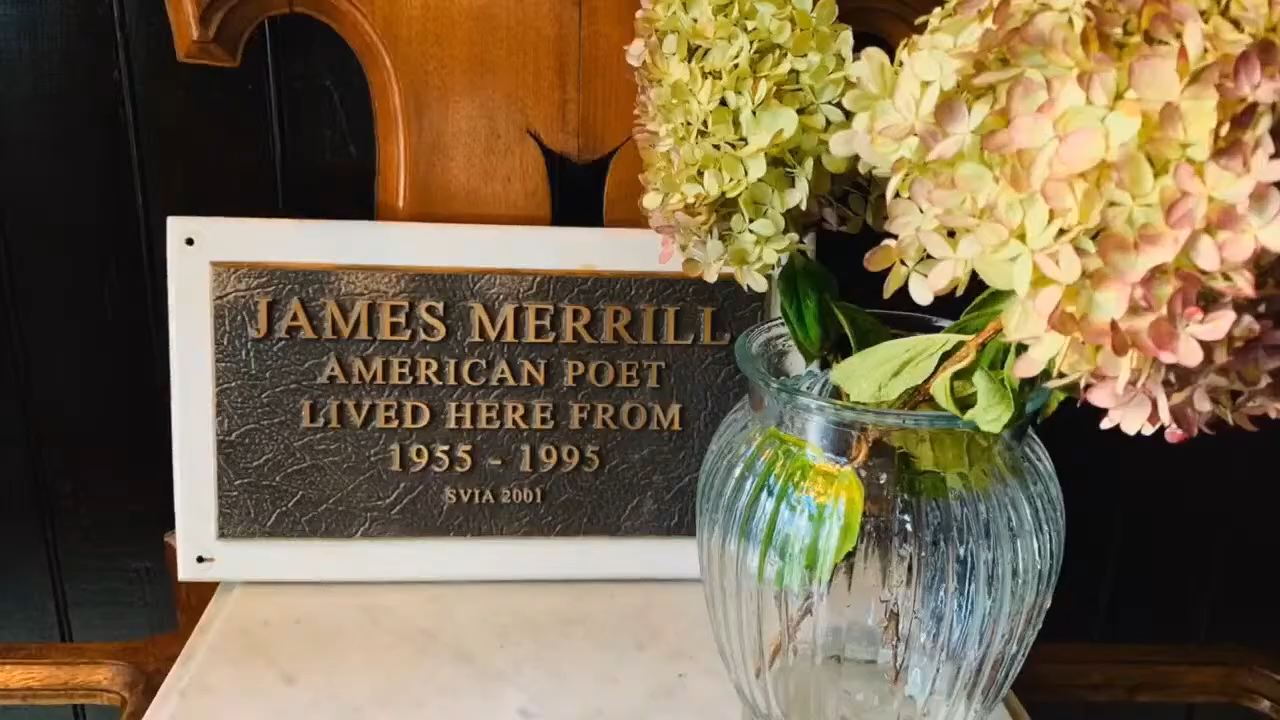 JAMES MERRILL
AMERICAN POET
LIVED HERE FROM
1955 - 1995
SVIA 2001